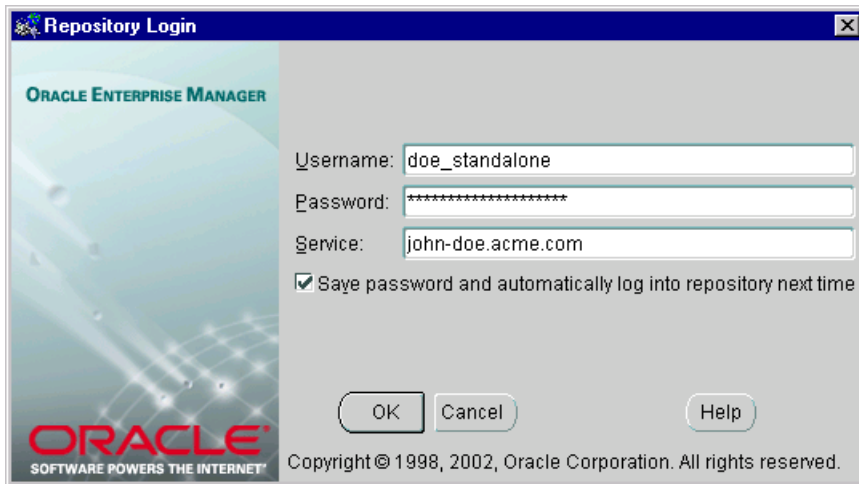 Repository Login
ORACLE ENTERPRISE MANAGER
Username: doe_standalone
Password: ********************
Service: john-doe.acme.com
Save password and automatically log into repository next time
OK Cancel Help
ORACLE®
SOFTWARE POWERS THE INTERNET™
Copyright © 1998, 2002, Oracle Corporation. All rights reserved.